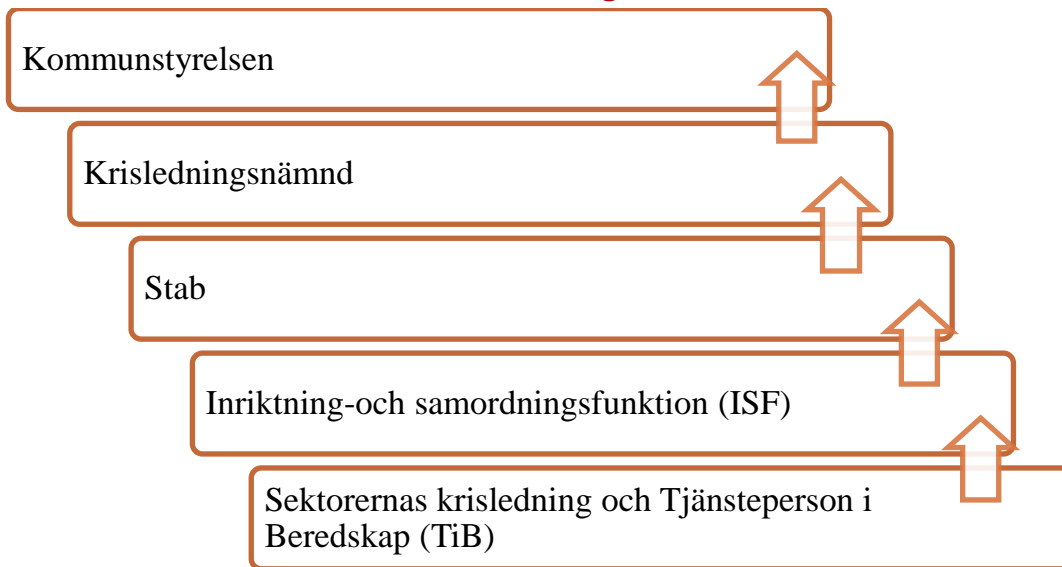 Kommunstyrelsen
Krisledningsnämnd
Stab
Inriktning-och samordningsfunktion (ISF)
Sektorernas krisledning och Tjänsteperson i
Beredskap (TiB)